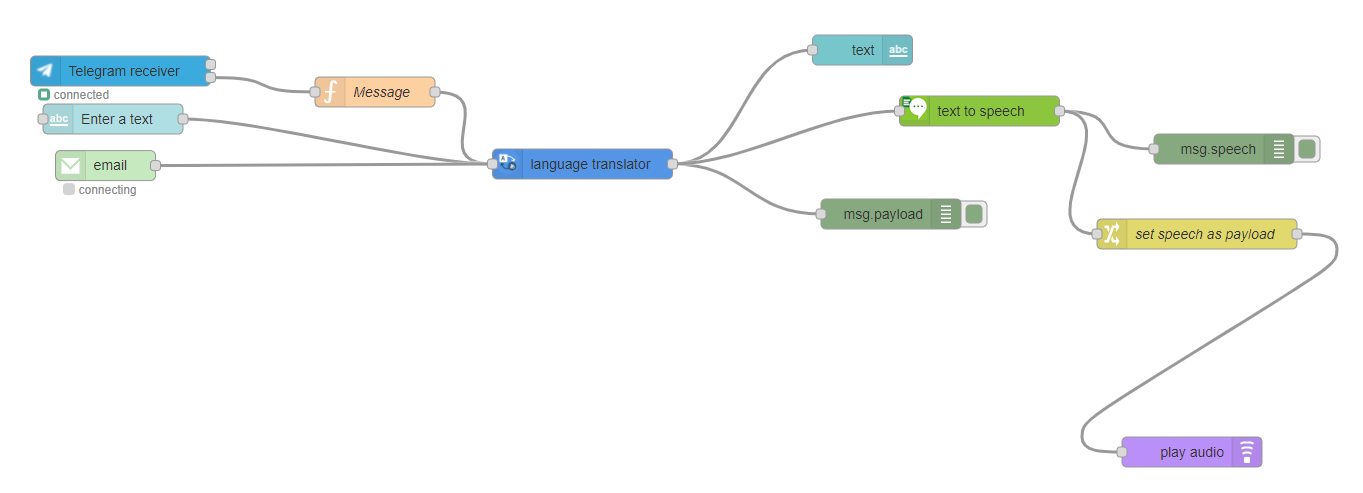 Telegram receiver
connected
abc
Enter a text
email
connecting
Message
language translator
text
abc
text to speech
msg.payload
msg.speech
set speech as payload
play audio